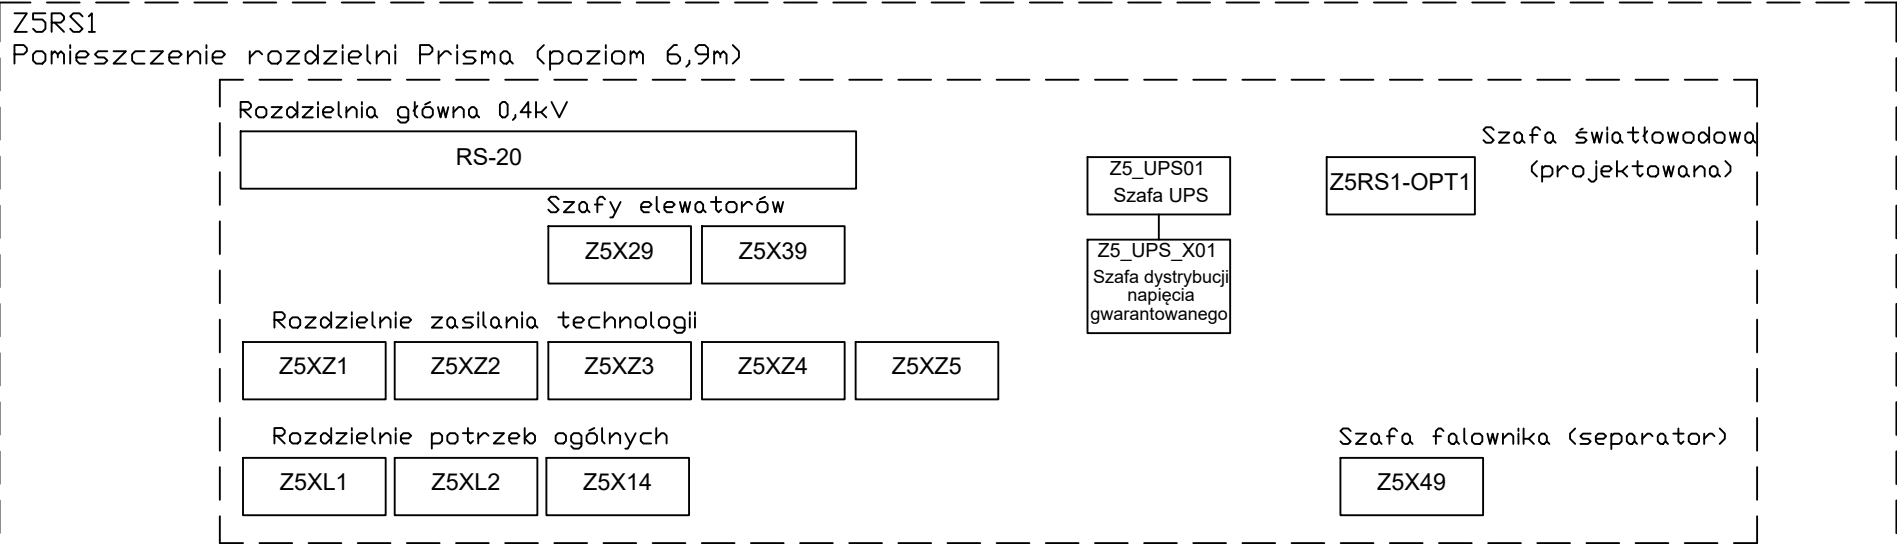 Z5RS1
Pomieszczenie rozdzielni Prisma (poziom 6,9m)
Rozdzielnia główna 0,4kV
RS-20
Szafy elewatorów
Z5X29
Z5X39
Rozdzielnie zasilania technologii
Z5XZ1
Z5XZ2
Z5XZ3
Z5XZ4
Z5XZ5
Rozdzielnie potrzeb ogólnych
Z5XL1
Z5XL2
Z5X14
Z5_UPS01
Szafa UPS
Z5_UPS_X01
Szafa dystrybucji
napięcia
gwarantowanego
Szafa światłowodowa
(projektowana)
Z5RS1-OPT1
Szafa falownika (separator)
Z5X49